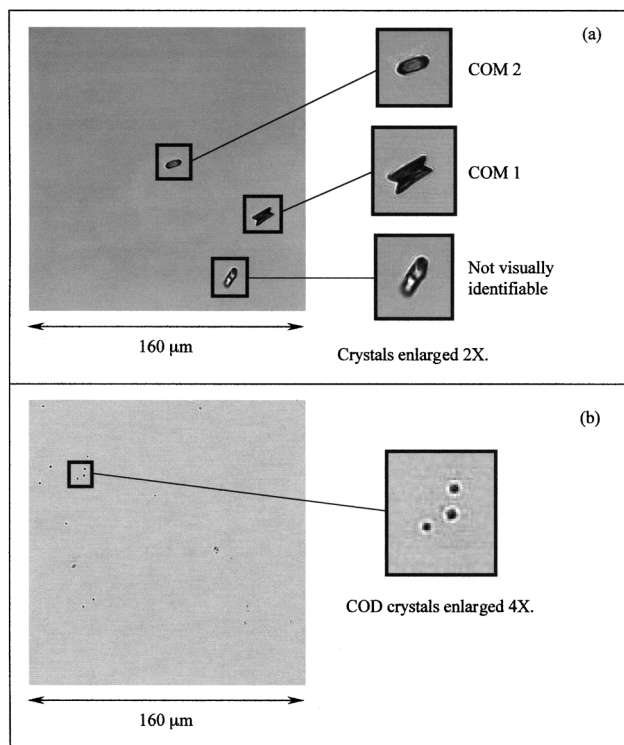 (a)
COM 2
COM 1
Not visually
identifiable
160 μm
Crystals enlarged 2X.
(b)
COD crystals enlarged 4X.
160 μm